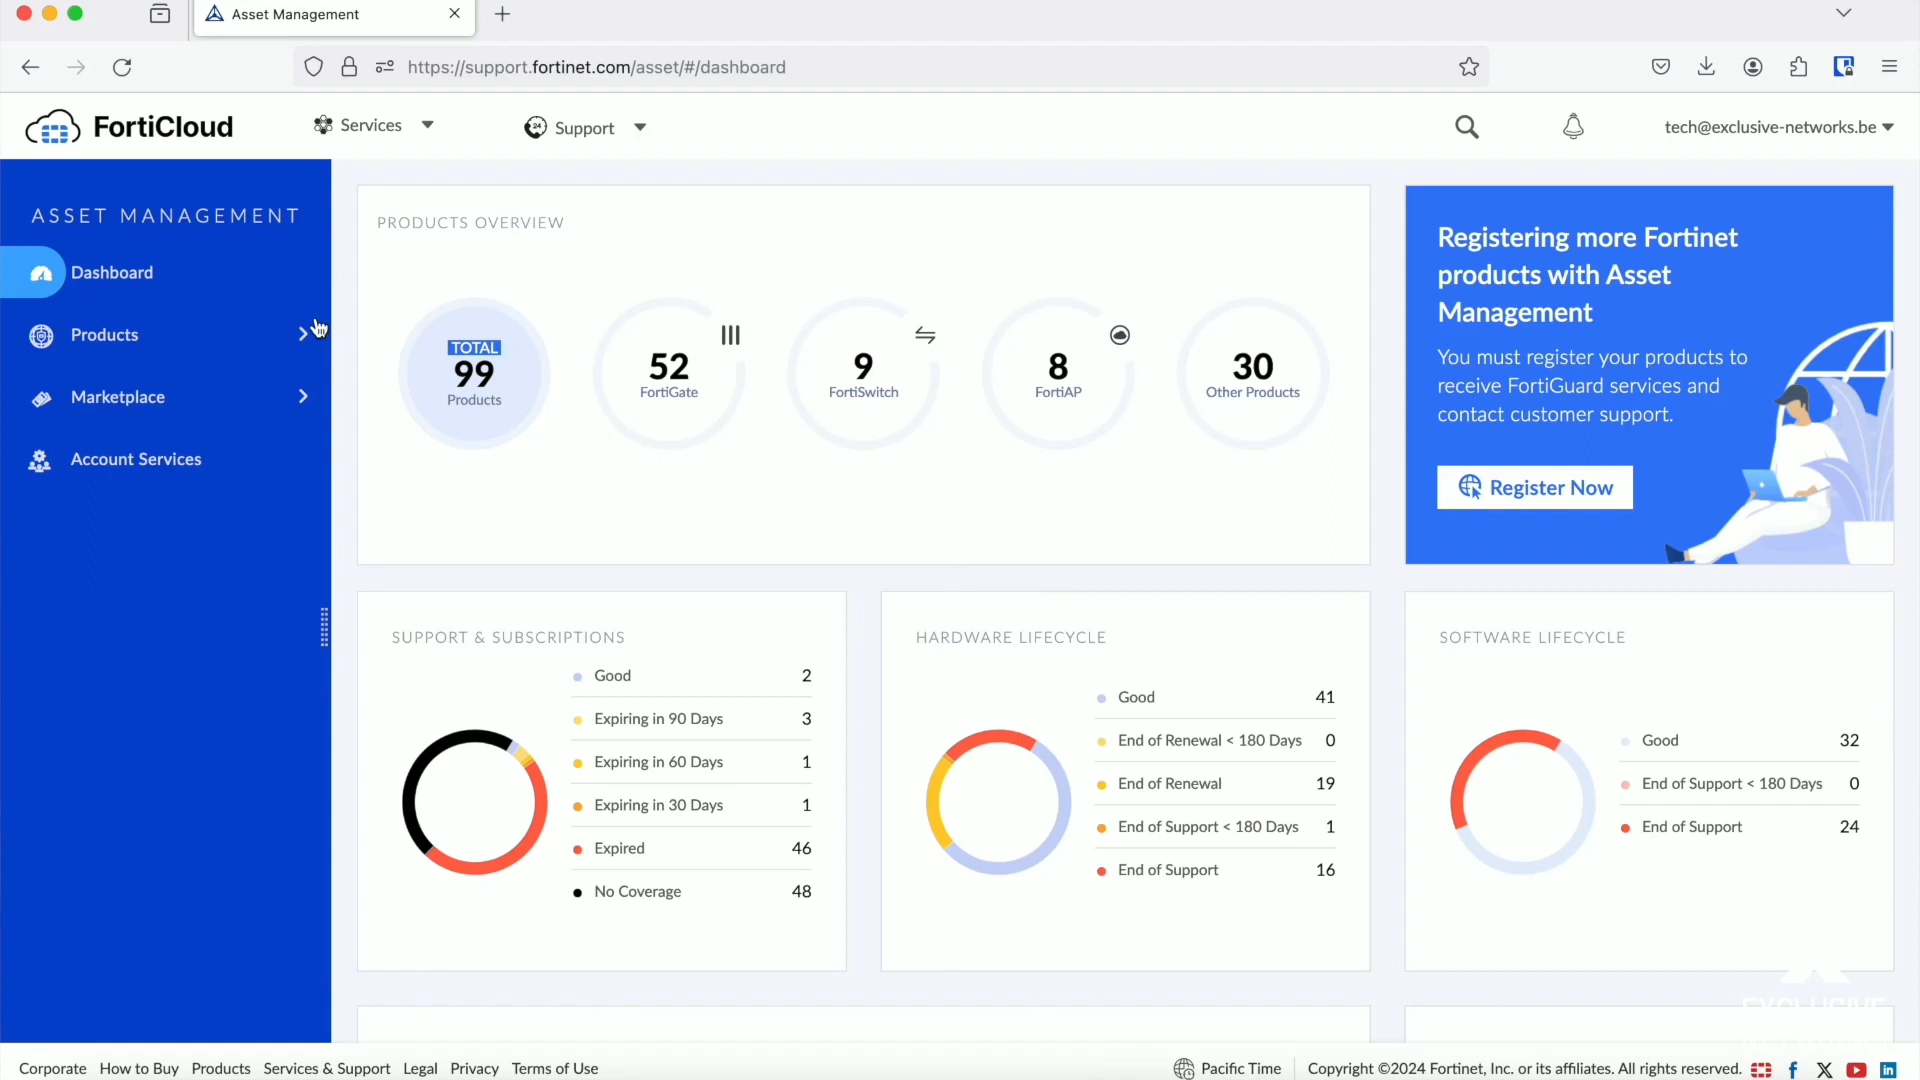 Asset Management
https://support.fortinet.com/asset/#/dashboard
FortiCloud
Services
24
Support
tech@exclusive-networks.be
ASSET MANAGEMENT
Dashboard
Products
Marketplace
Account Services
PRODUCTS OVERVIEW
TOTAL
99
Products
52
FortiGate
9
FortiSwitch
8
FortiAP
30
Other Products
Registering more Fortinet
products with Asset
Management
You must register your products to
receive FortiGuard services and
contact customer support.
Register Now
SUPPORT & SUBSCRIPTIONS
Good 2
Expiring in 90 Days 3
Expiring in 60 Days 1
Expiring in 30 Days 1
Expired 46
No Coverage 48
HARDWARE LIFECYCLE
Good 41
End of Renewal < 180 Days 0
End of Renewal 19
End of Support < 180 Days 1
End of Support 16
SOFTWARE LIFECYCLE
Good 32
End of Support < 180 Days 0
End of Support 24
EXCLUSIVE
Corporate How to Buy Products Services & Support Legal Privacy Terms of Use
Pacific Time
Copyright ©2024 Fortinet, Inc. or its affiliates. All rights reserved.